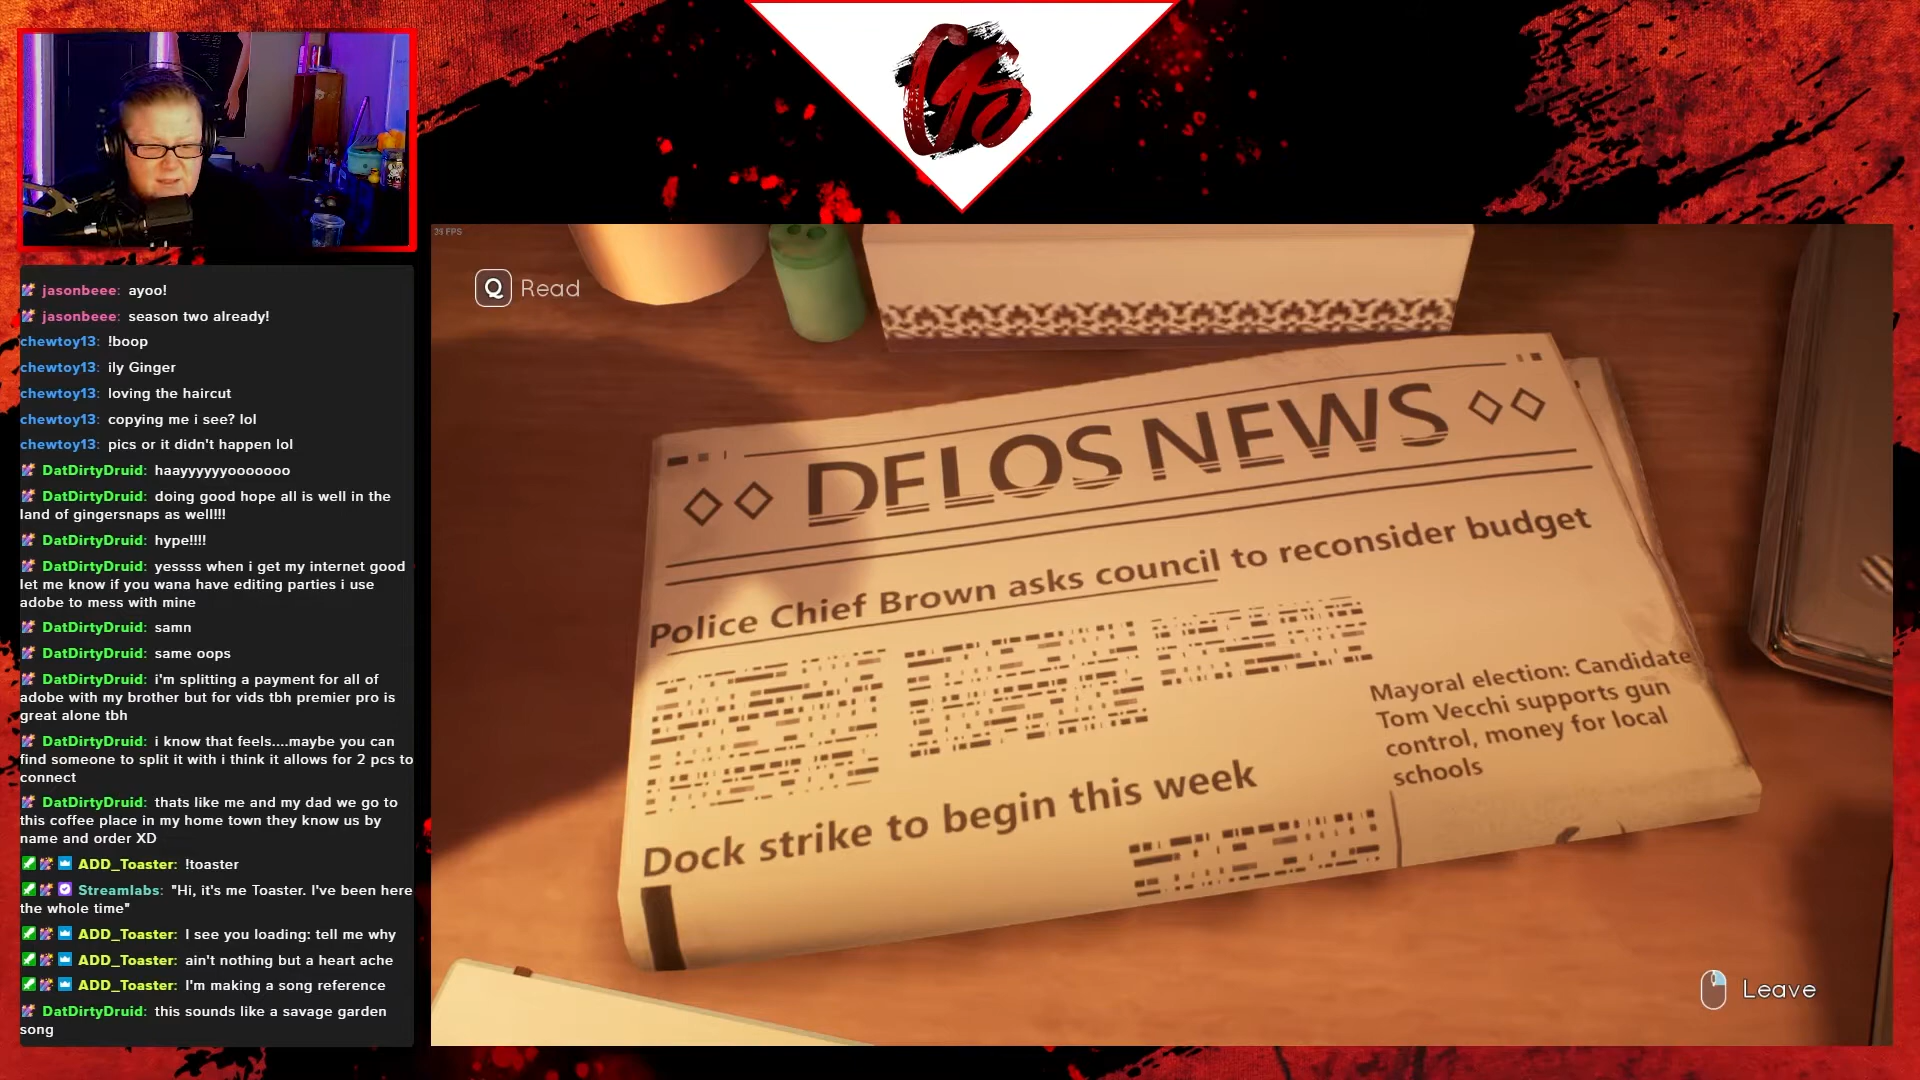 jasonbeee: ayoo!
jasonbeee: season two already!
chewtoy13: !boop
chewtoy13: ily Ginger
chewtoy13: loving the haircut
chewtoy13: copying me i see? lol
chewtoy13: pics or it didn't happen lol
DatDirtyDruid: haayyyyyyooooooo
DatDirtyDruid: doing good hope all is well in the
land of gingersnaps as well!!!
DatDirtyDruid: hype!!!!
DatDirtyDruid: yessss when i get my internet good
let me know if you wana have editing parties i use
adobe to mess with mine
DatDirtyDruid: samn
DatDirtyDruid: same oops
DatDirtyDruid: i'm splitting a payment for all of
adobe with my brother but for vids tbh premier pro is
great alone tbh
DatDirtyDruid: i know that feels....maybe you can
find someone to split it with i think it allows for 2 pcs to
connect
DatDirtyDruid: thats like me and my dad we go to
this coffee place in my home town they know us by
name and order XD
ADD_Toaster: !toaster
Streamlabs: "Hi, it's me Toaster. I've been here
the whole time"
ADD_Toaster: I see you loading: tell me why
ADD_Toaster: ain't nothing but a heart ache
ADD_Toaster: I'm making a song reference
DatDirtyDruid: this sounds like a savage garden
song
39 FPS
Q Read
DELOS NEWS
Police Chief Brown asks council to reconsider budget
Mayoral election: Candidate
Tom Vecchi supports gun
control, money for local
schools
Dock strike to begin this week
Leave